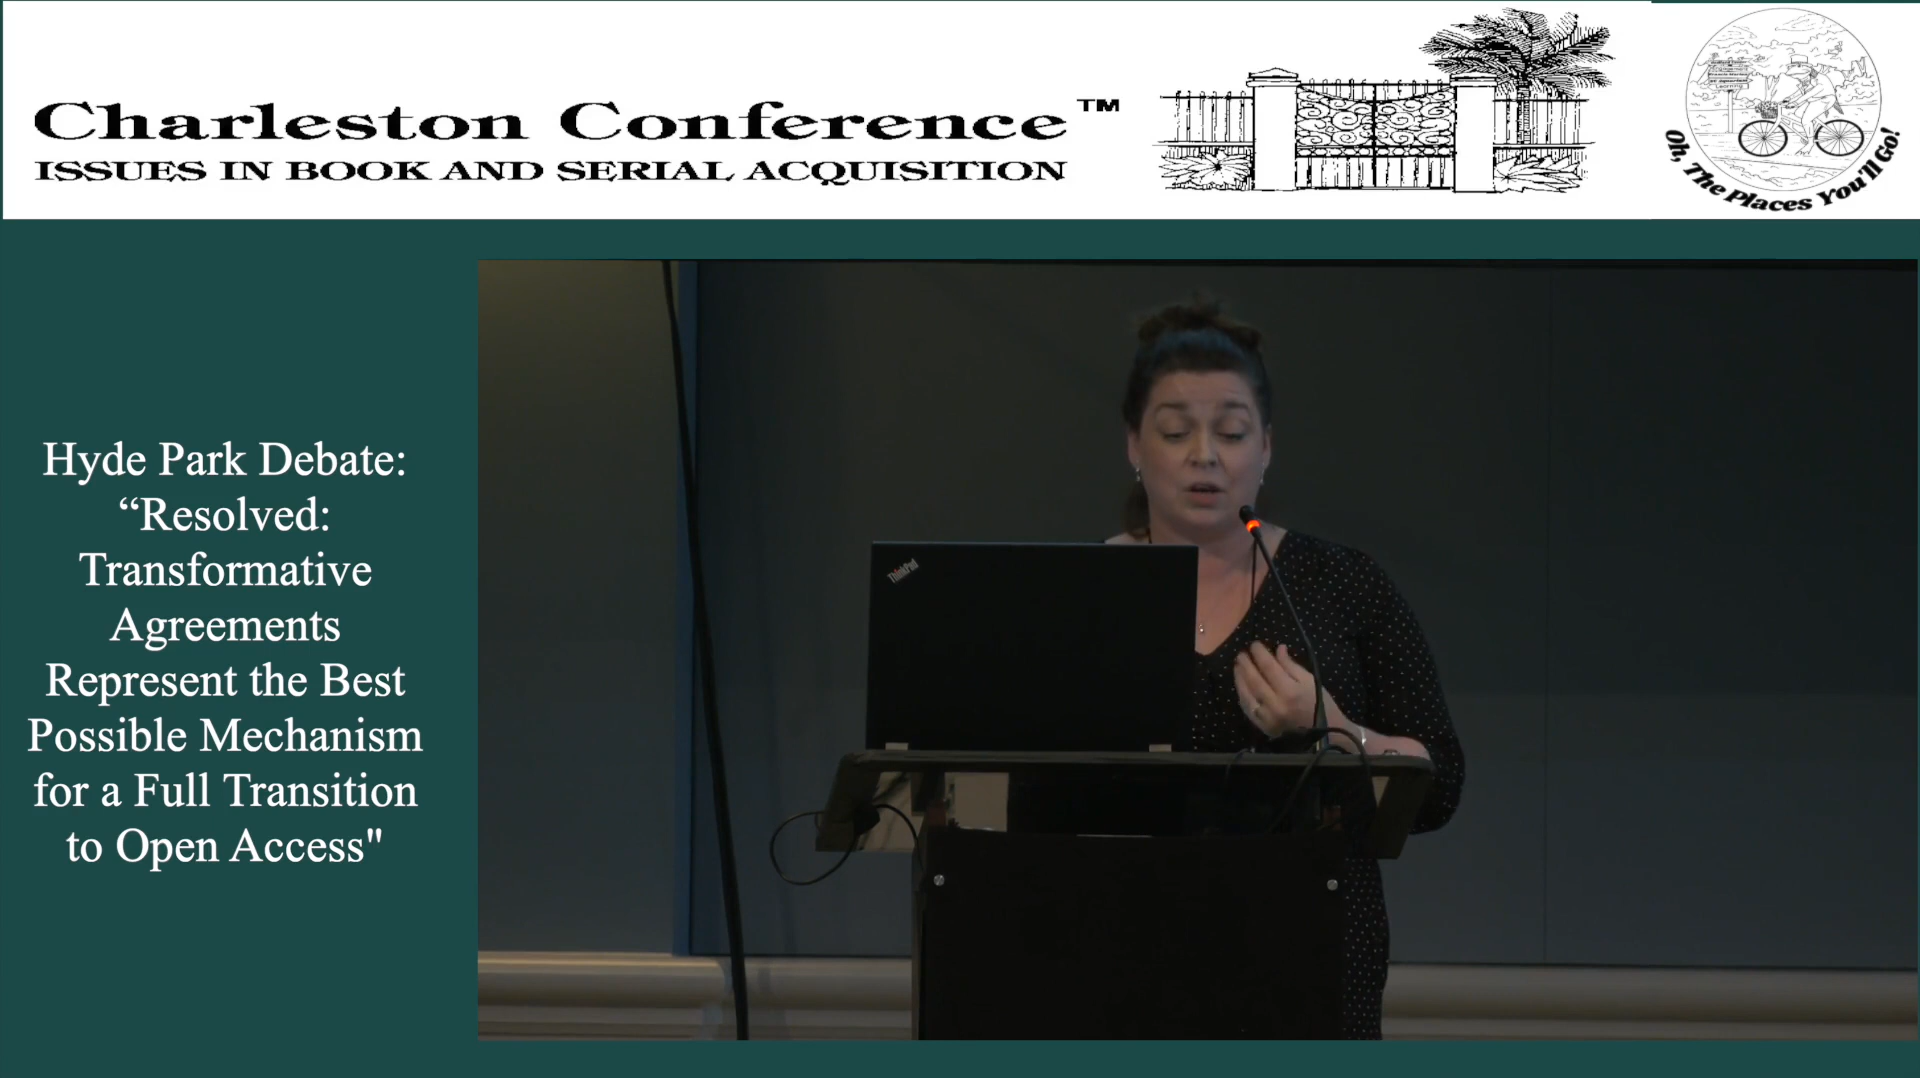 Charleston Conference™
ISSUES IN BOOK AND SERIAL ACQUISITION
Oh, The Places You'll Go!
Hyde Park Debate:
“Resolved:
Transformative
Agreements
Represent the Best
Possible Mechanism
for a Full Transition
to Open Access"
ThinkPad